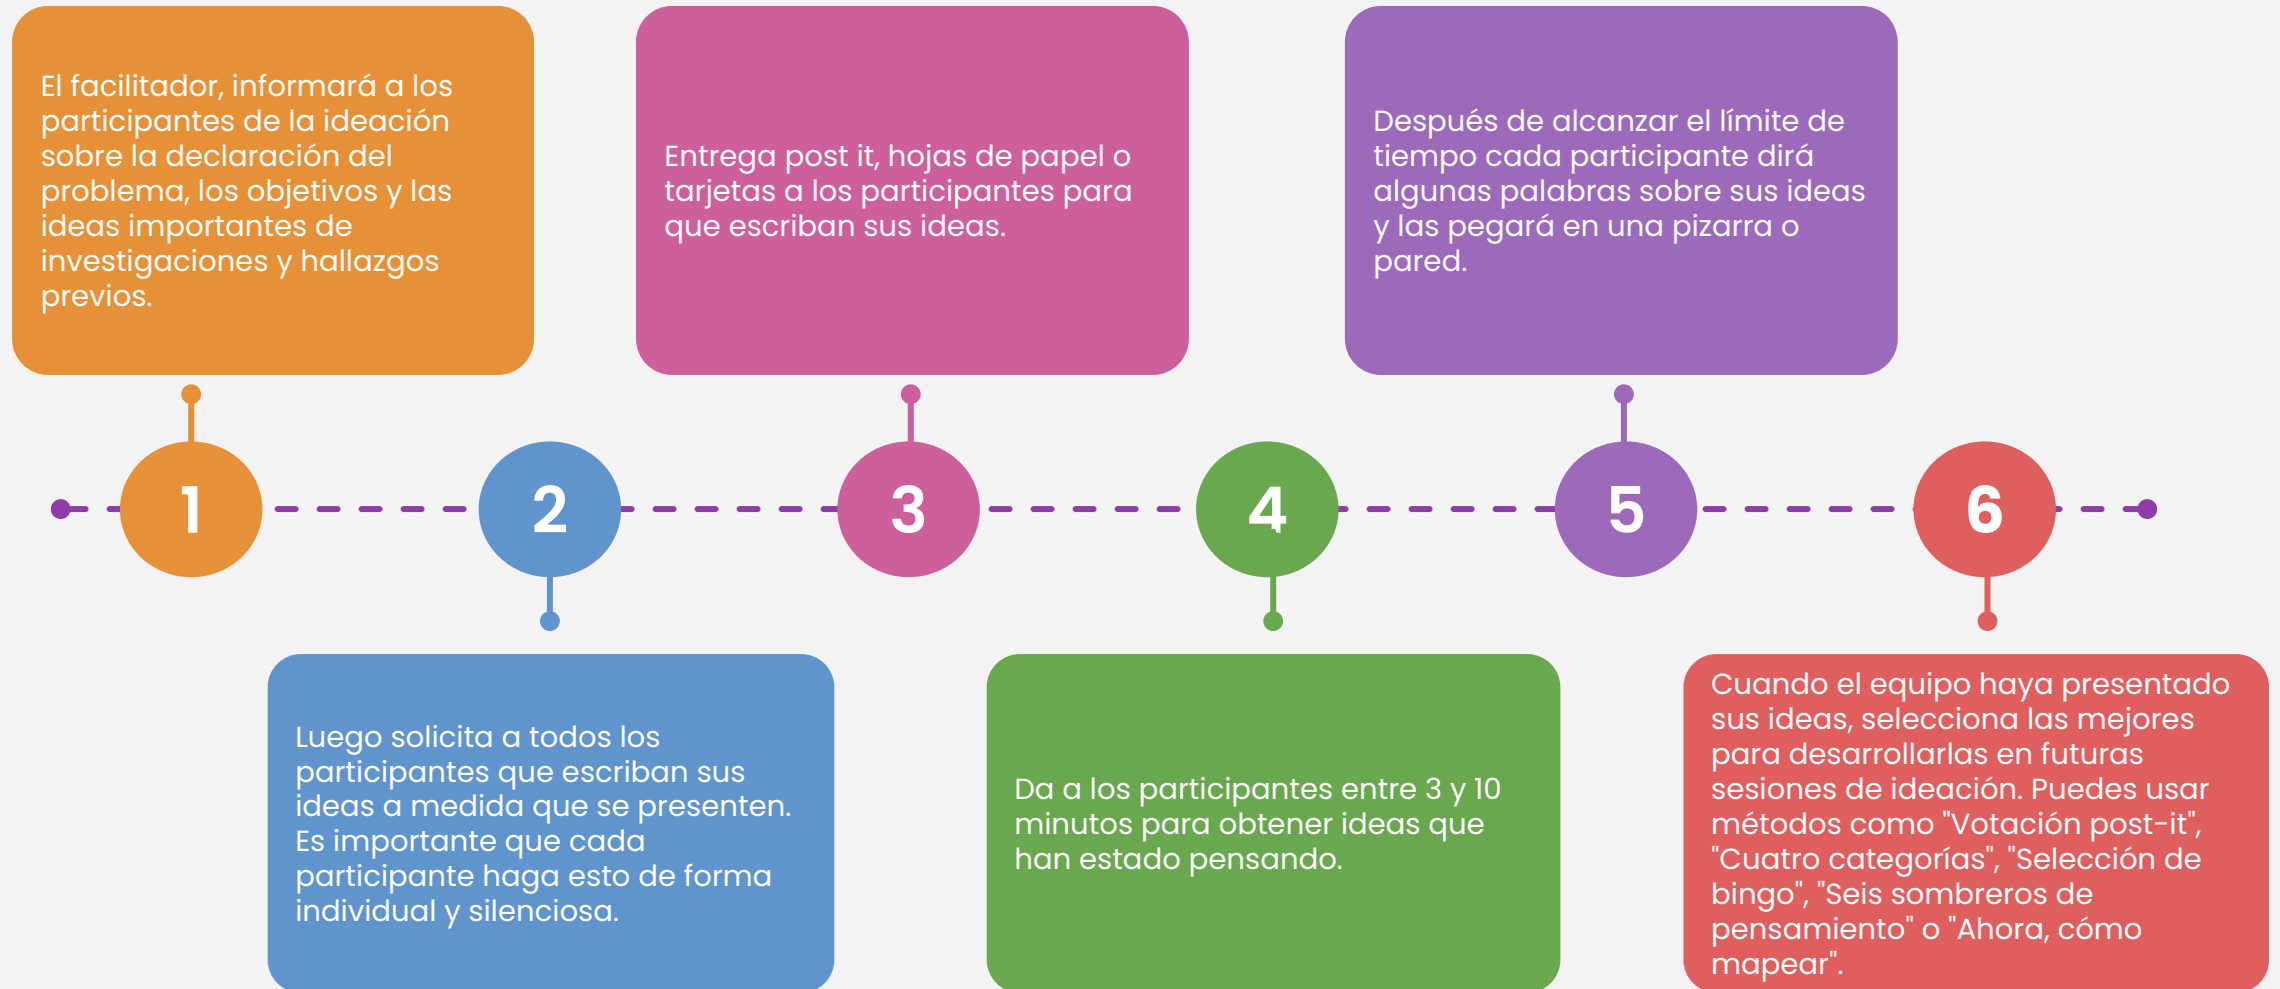 El facilitador, informará a los
participantes de la ideación
sobre la declaración del
problema, los objetivos y las
ideas importantes de
investigaciones y hallazgos
previos.
Entrega post it, hojas de papel o
tarjetas a los participantes para
que escriban sus ideas.
Después de alcanzar el límite de
tiempo cada participante dirá
algunas palabras sobre sus ideas
y las pegará en una pizarra o
pared.
1
2
3
4
5
6
Luego solicita a todos los
participantes que escriban sus
ideas a medida que se presenten.
Es importante que cada
participante haga esto de forma
individual y silenciosa.
Da a los participantes entre 3 y 10
minutos para obtener ideas que
han estado pensando.
Cuando el equipo haya presentado
sus ideas, selecciona las mejores
para desarrollarlas en futuras
sesiones de ideación. Puedes usar
métodos como "Votación post-it",
"Cuatro categorías", "Selección de
bingo", "Seis sombreros de
pensamiento" o "Ahora, cómo
mapear".